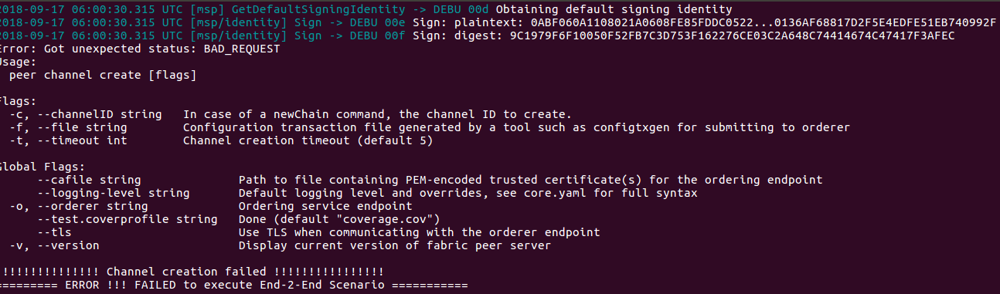 2018-09-17 06:00:30.315 UTC [msp] GetDefaultSigningIdentity -> DEBU 00d Obtaining default signing identity
2018-09-17 06:00:30.315 UTC [msp/identity] Sign -> DEBU 00e Sign: plaintext: 0ABF060A1108021A0608FE85FDDC0522...0136AF68817D2F5E4EDFE51EB740992F
2018-09-17 06:00:30.315 UTC [msp/identity] Sign -> DEBU 00f Sign: digest: 9C1979F6F10050F52FB7C3D753F162276CE03C2A648C74414674C47417F3AFEC
Error: Got unexpected status: BAD_REQUEST
Usage:
  peer channel create [flags]

Flags:
  -c, --channelID string   In case of a newChain command, the channel ID to create.
  -f, --file string        Configuration transaction file generated by a tool such as configtxgen for submitting to orderer
  -t, --timeout int        Channel creation timeout (default 5)

Global Flags:
      --cafile string              Path to file containing PEM-encoded trusted certificate(s) for the ordering endpoint
      --logging-level string       Default logging level and overrides, see core.yaml for full syntax
  -o, --orderer string             Ordering service endpoint
      --test.coverprofile string   Done (default "coverage.cov")
      --tls                        Use TLS when communicating with the orderer endpoint
  -v, --version                    Display current version of fabric peer server

!!!!!!!!!!!!!!! Channel creation failed !!!!!!!!!!!!!!!!
========= ERROR !!! FAILED to execute End-2-End Scenario ===========